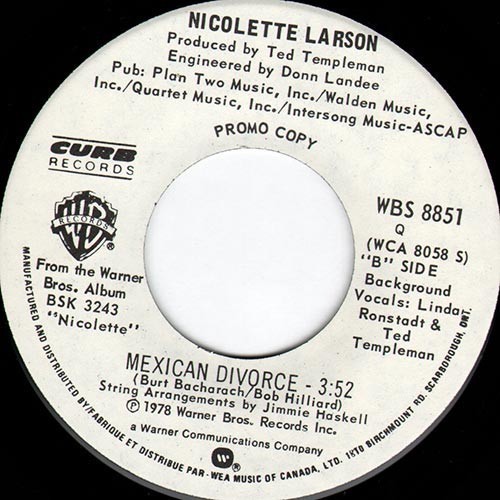 NICOLETTE LARSON
Produced by Ted Templeman
Engineered by Donn Landee
Pub: Plan Two Music, Inc./Walden Music,
Inc./Quartet Music, Inc./Intersong Music-ASCAP
PROMO COPY
CURB
RECORDS
WB
RECORDS
From the Warner
Bros. Album
BSK 3243
"Nicolette"
WBS 8851
Q
(WCA 8058 S)
"B" SIDE
Background
Vocals: Linda
Ronstadt &
Ted
Templeman
MEXICAN DIVORCE - 3:52
(Burt Bacharach/Bob Hilliard)
String Arrangements by Jimmie Haskell
℗ 1978 Warner Bros. Records Inc.
a Warner Communications Company
MANUFACTURED AND DISTRIBUTED BY/FABRIQUE ET DISTRIBUE PAR-WEA MUSIC OF CANADA, LTD. 1810 BIRCHMOUNT RD. SCARBOROUGH, ONT.